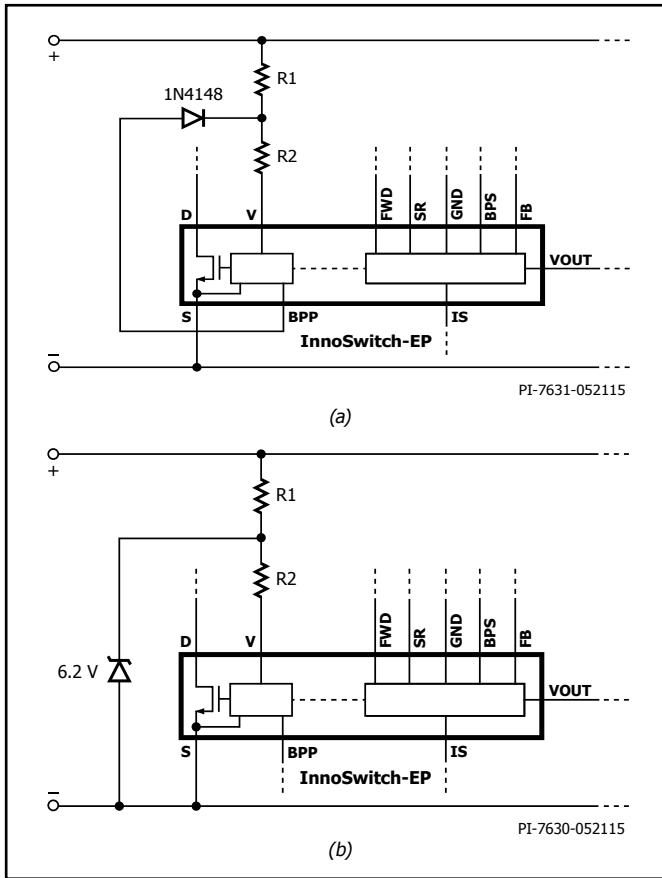 +
R1
1N4148
R2
D
V
FWD
SR
GND
BPS
FB
VOUT
S
BPP
IS
InnoSwitch-EP
−
PI-7631-052115
(a)
+
R1
R2
D
V
FWD
SR
GND
BPS
FB
6.2 V
VOUT
S
BPP
IS
InnoSwitch-EP
−
PI-7630-052115
(b)